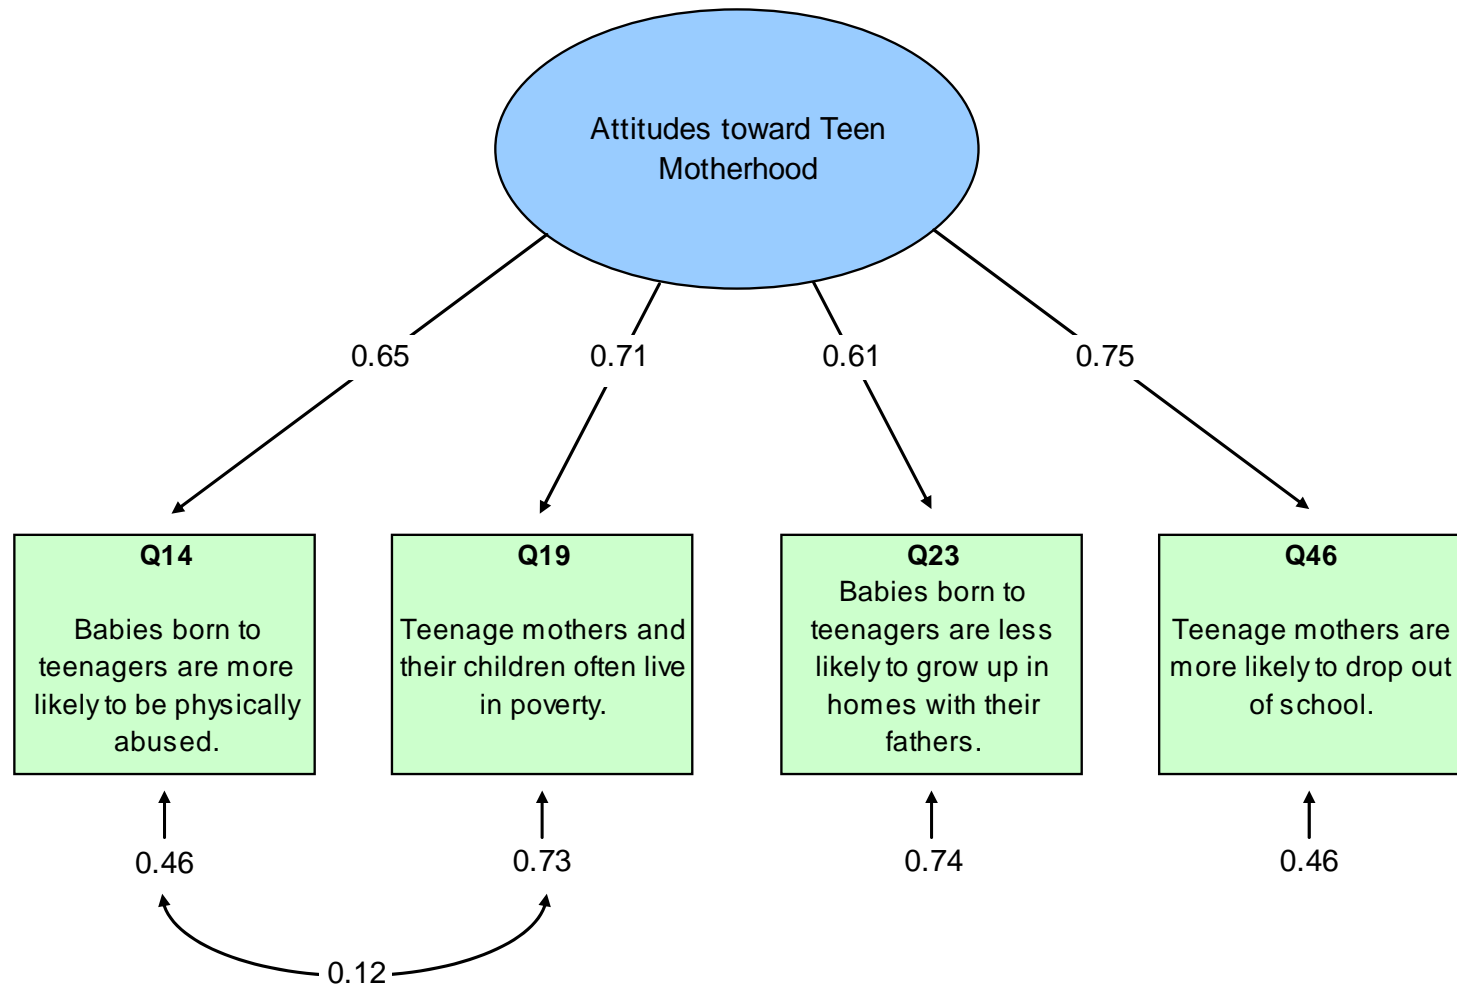 Attitudes toward Teen
Motherhood
0.65
0.71
0.61
0.75
Q14
Babies born to
teenagers are more
likely to be physically
abused.
Q19
Teenage mothers and
their children often live
in poverty.
Q23
Babies born to
teenagers are less
likely to grow up in
homes with their
fathers.
Q46
Teenage mothers are
more likely to drop out
of school.
0.46
0.73
0.74
0.46
0.12